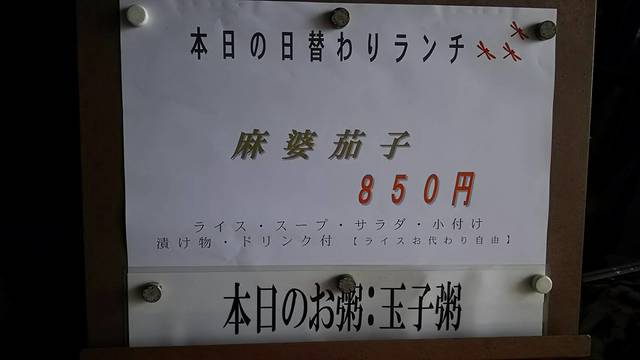 本日の日替わりランチ
麻婆茄子
850円
ライス・スープ・サラダ・小付け
漬け物・ドリンク付【ライスお代わり自由】
本日のお粥:玉子粥